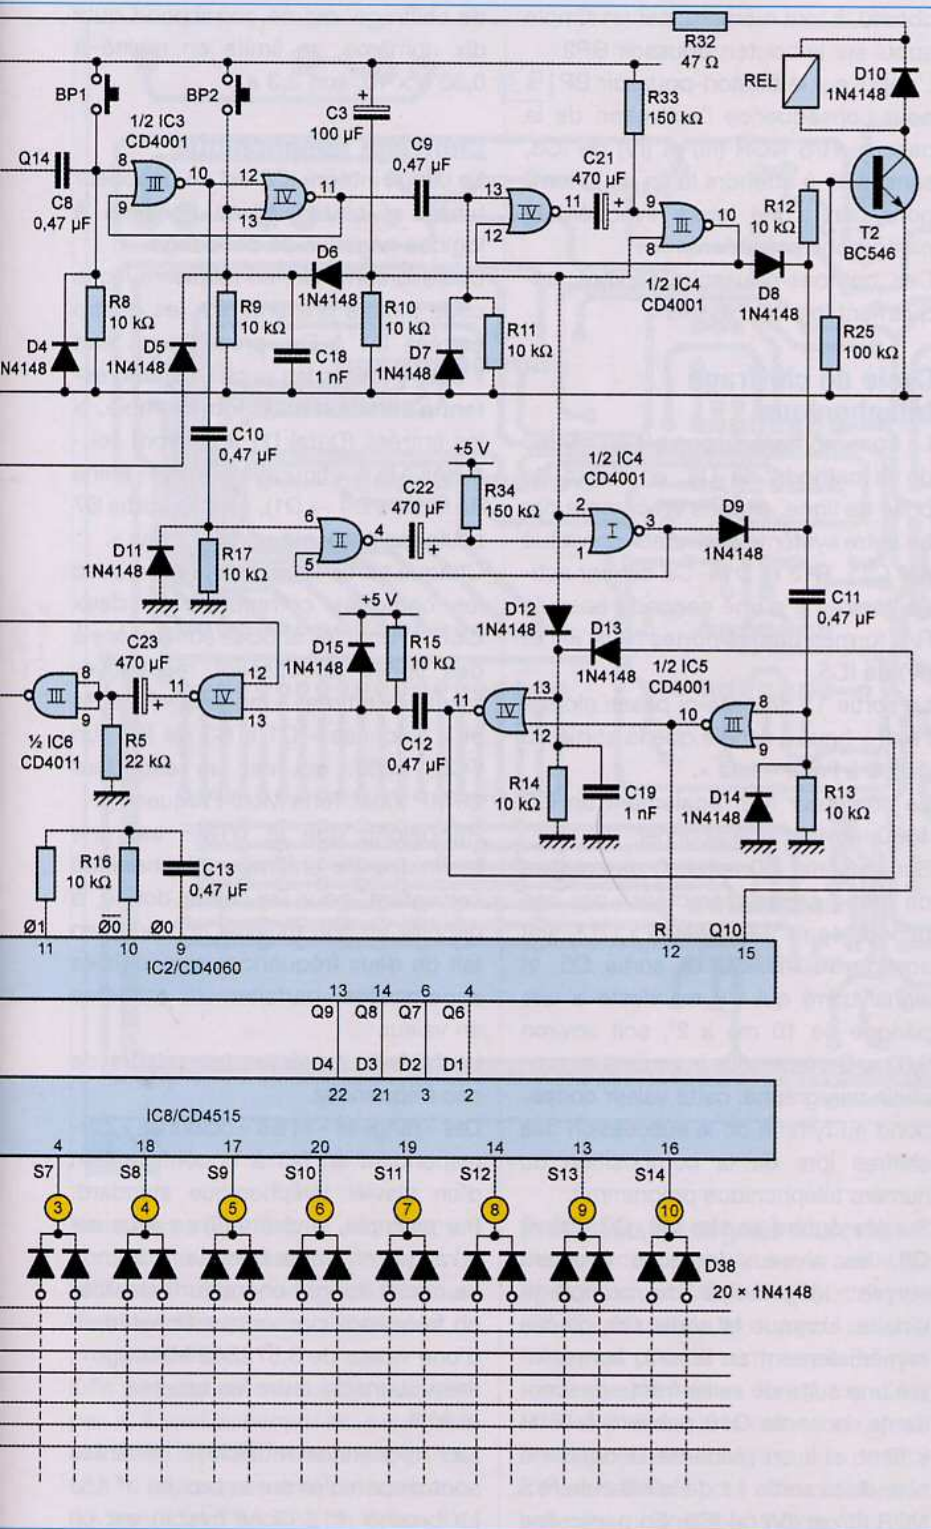 R32
47 Ω
BP1
BP2
REL
D10
1N4148
1/2 IC3
CD4001
C3
100 µF
R33
150 kΩ
Q14
C8
0,47 µF
8
9
III
10
12
13
IV
11
C9
0,47 µF
13
12
IV
11
C21
470 µF
9
8
III
10
R12
10 kΩ
T2
BC546
D6
1N4148
1/2 IC4
CD4001
D8
1N4148
R8
10 kΩ
R9
10 kΩ
R10
10 kΩ
R11
10 kΩ
R25
100 kΩ
D4
N4148
D5
1N4148
C18
1 nF
D7
1N4148
C10
0,47 µF
+5 V
1/2 IC4
CD4001
C22
470 µF
R34
150 kΩ
6
5
II
4
2
1
I
3
D9
1N4148
D11
1N4148
R17
10 kΩ
C11
0,47 µF
+5 V
D12
1N4148
D13
1N4148
C23
470 µF
D15
1N4148
R15
10 kΩ
1/2 IC5
CD4001
III
8
9
11
IV
12
13
11
IV
13
12
10
III
8
9
½ IC6
CD4011
R5
22 kΩ
C12
0,47 µF
R14
10 kΩ
C19
1 nF
D14
1N4148
R13
10 kΩ
R16
10 kΩ
C13
0,47 µF
Ø1
Ø0
Ø0
R
Q10
11
10
9
12
15
IC2/CD4060
13
14
6
4
Q9
Q8
Q7
Q6
D4
D3
D2
D1
22
21
3
2
IC8/CD4515
4
18
17
20
19
14
13
16
S7
S8
S9
S10
S11
S12
S13
S14
3
4
5
6
7
8
9
10
D38
20 × 1N4148